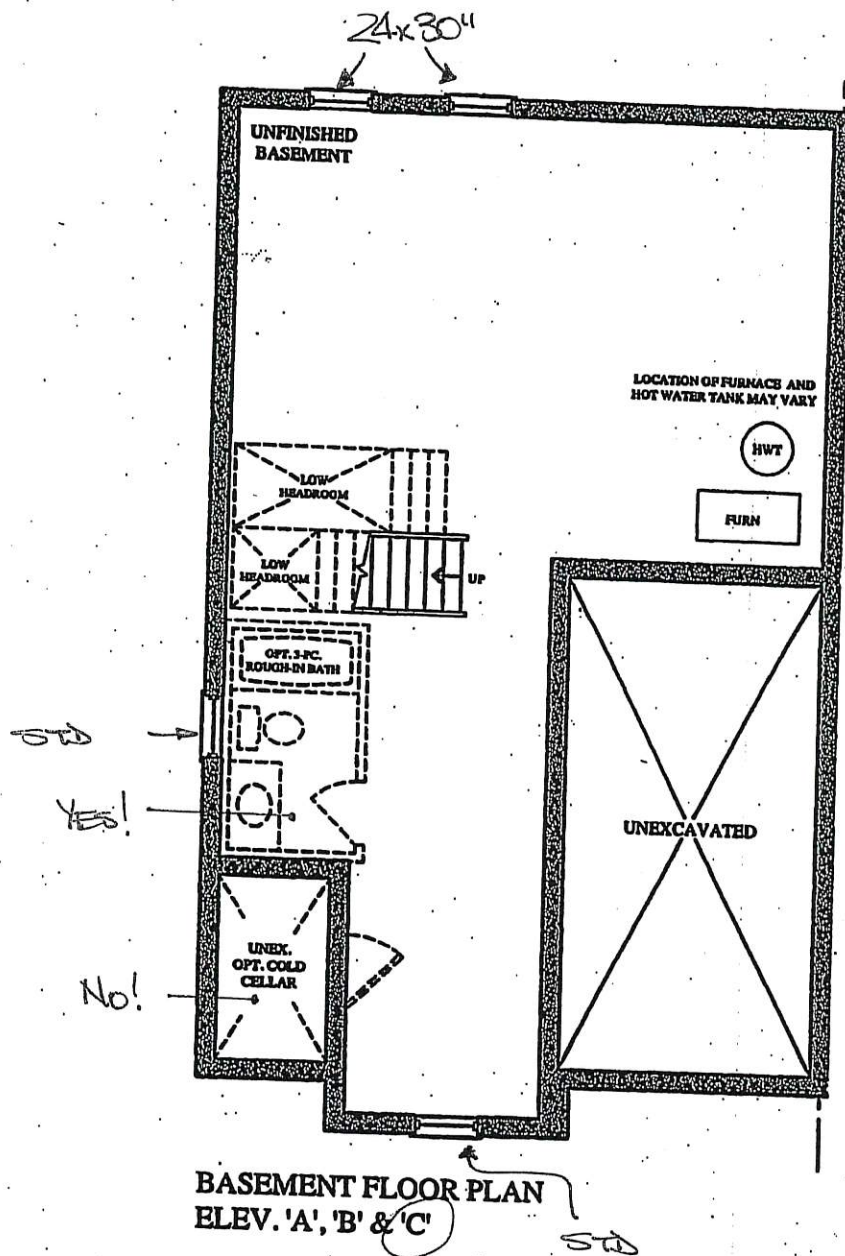 24x30"
UNFINISHED
BASEMENT
LOCATION OF FURNACE AND
HOT WATER TANK MAY VARY
HWT
FURN
LOW
HEADROOM
LOW
HEADROOM
UP
OPT. 3-PC.
ROUGH-IN BATH
STD
YES!
UNEXCAVATED
UNEX.
OPT. COLD
CELLAR
No!
BASEMENT FLOOR PLAN
ELEV. 'A', 'B' & 'C'
STD